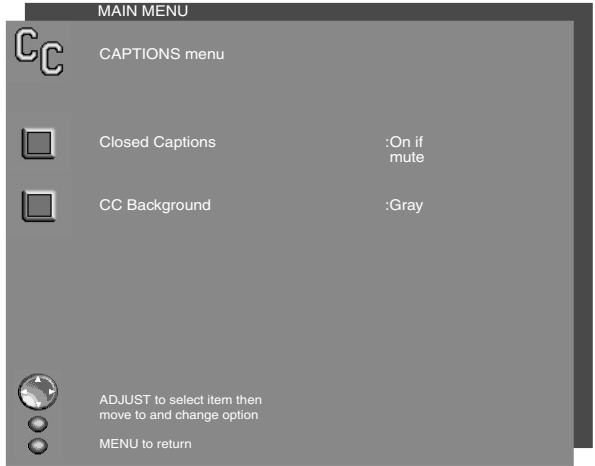 MAIN MENU
CC
CAPTIONS menu
Closed Captions :On if
mute
CC Background :Gray
ADJUST to select item then
move to and change option
MENU to return